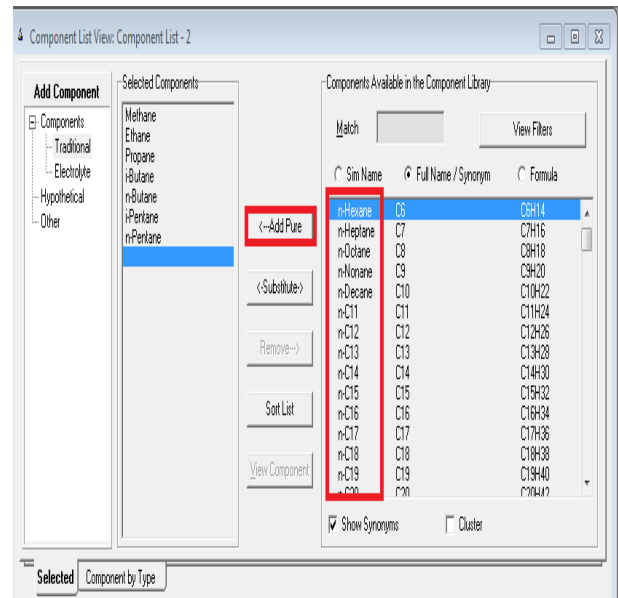 Component List View: Component List - 2
Add Component
Components
Traditional
Electrolyte
Hypothetical
Other
Selected Components
Methane
Ethane
Propane
i-Butane
n-Butane
i-Pentane
n-Pentane
<---Add Pure
<-Substitute->
Remove--->
Sort List
View Component
Components Available in the Component Library
Match
View Filters
Sim Name Full Name / Synonym Formula
n-Hexane C6 C6H14
n-Heptane C7 C7H16
n-Octane C8 C8H18
n-Nonane C9 C9H20
n-Decane C10 C10H22
n-C11 C11 C11H24
n-C12 C12 C12H26
n-C13 C13 C13H28
n-C14 C14 C14H30
n-C15 C15 C15H32
n-C16 C16 C16H34
n-C17 C17 C17H36
n-C18 C18 C18H38
n-C19 C19 C19H40
n-C20 C20 C20H42
Show Synonyms Cluster
Selected Component by Type